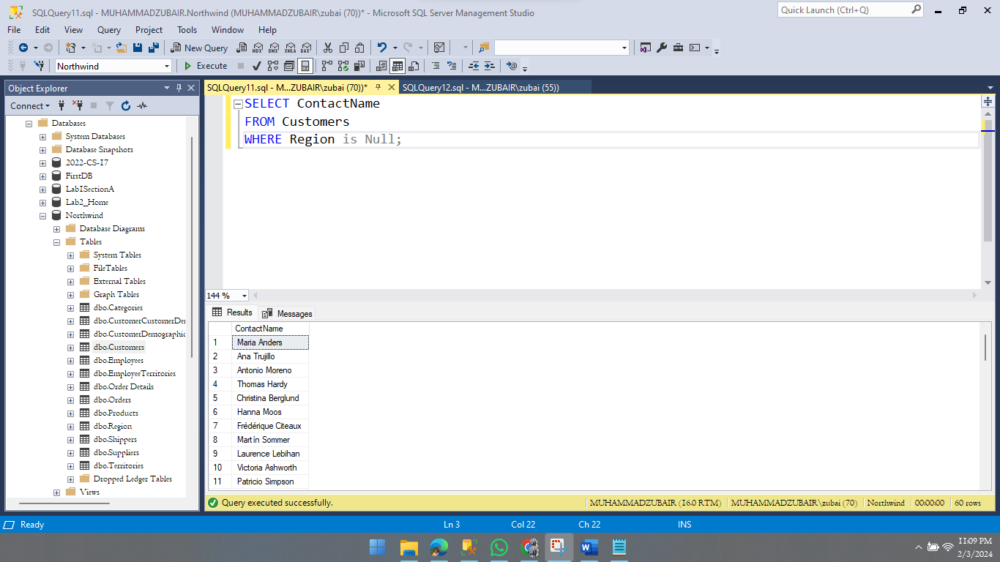 SQLQuery11.sql - MUHAMMADZUBAIR.Northwind (MUHAMMADZUBAIR\zubai (70))* - Microsoft SQL Server Management Studio
Quick Launch (Ctrl+Q)
File Edit View Query Project Tools Window Help
New Query
MDX DMX XMLA DAX
Northwind
Execute
Object Explorer
Connect
Databases
System Databases
Database Snapshots
2022-CS-17
FirstDB
Lab1SectionA
Lab2_Home
Northwind
Database Diagrams
Tables
System Tables
FileTables
External Tables
Graph Tables
dbo.Categories
dbo.CustomerCustomerDe
dbo.CustomerDemographic
dbo.Customers
dbo.Employees
dbo.EmployeeTerritories
dbo.Order Details
dbo.Orders
dbo.Products
dbo.Region
dbo.Shippers
dbo.Suppliers
dbo.Territories
Dropped Ledger Tables
Views
SQLQuery11.sql - M...ZUBAIR\zubai (70))* SQLQuery12.sql - M...ZUBAIR\zubai (55))
SELECT ContactName
FROM Customers
WHERE Region is Null;
144 %
Results Messages
ContactName
1 Maria Anders
2 Ana Trujillo
3 Antonio Moreno
4 Thomas Hardy
5 Christina Berglund
6 Hanna Moos
7 Frédérique Citeaux
8 Martín Sommer
9 Laurence Lebihan
10 Victoria Ashworth
11 Patricio Simpson
Query executed successfully. MUHAMMADZUBAIR (16.0 RTM) MUHAMMADZUBAIR\zubai (70) Northwind 00:00:00 60 rows
Ready Ln 3 Col 22 Ch 22 INS
11:09 PM
2/3/2024